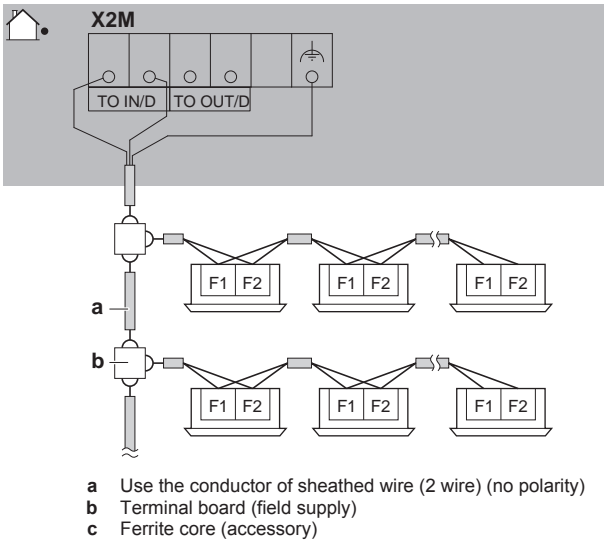 X2M
TO IN/D TO OUT/D
F1 F2 F1 F2 F1 F2
a
b
F1 F2 F1 F2 F1 F2
a Use the conductor of sheathed wire (2 wire) (no polarity)
b Terminal board (field supply)
c Ferrite core (accessory)